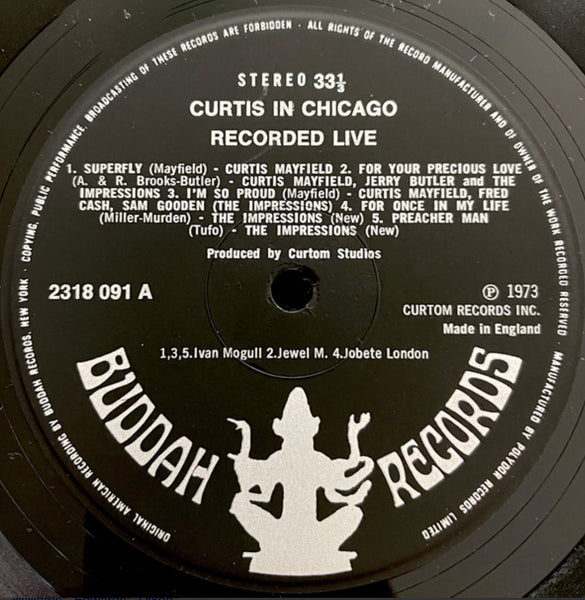 ORIGINAL AMERICAN RECORDING BY BUDDAH RECORDS, NEW YORK · COPYING, PUBLIC PERFORMANCE, BROADCASTING OF THESE RECORDS ARE FORBIDDEN · ALL RIGHTS OF THE RECORD MANUFACTURER AND OF OWNER OF THE WORK RECORDED RESERVED · MANUFACTURED BY POLYDOR RECORDS LIMITED
STEREO 33⅓
CURTIS IN CHICAGO
RECORDED LIVE
1. SUPERFLY (Mayfield) - CURTIS MAYFIELD 2. FOR YOUR PRECIOUS LOVE
(A. & R. Brooks-Butler) - CURTIS MAYFIELD, JERRY BUTLER and THE
IMPRESSIONS 3. I'M SO PROUD (Mayfield) - CURTIS MAYFIELD, FRED
CASH, SAM GOODEN (THE IMPRESSIONS) 4. FOR ONCE IN MY LIFE
(Miller-Murden) - THE IMPRESSIONS (New) 5. PREACHER MAN
(Tufo) - THE IMPRESSIONS (New)
Produced by Curtom Studios
2318 091 A
℗ 1973
CURTOM RECORDS INC.
Made in England
1,3,5.Ivan Mogull 2.Jewel M. 4.Jobete London
BUDDAH RECORDS